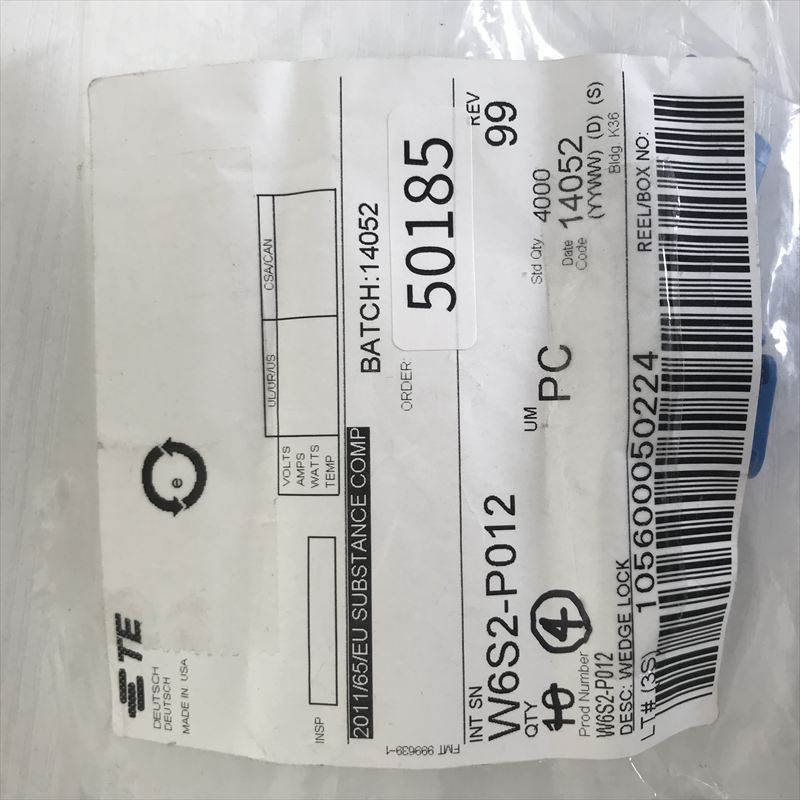 TE
DEUTSCH
DEUTSCH
MADE IN USA
e
UL/UR/US CSA/CAN
VOLTS
AMPS
WATTS
TEMP
INSP
2011/65/EU SUBSTANCE COMP
BATCH:14052
ORDER:
50185
FMT 999639-1
INT SN
W6S2-P012
REV
99
QTY
10 4
UM
PC
Std Qty 4000
Date Code 14052
(YYWW) (D) (S)
Bldg K36
Prod Number
W6S2-P012
DESC: WEDGE LOCK
LT# (3S) 105600050224
REEL/BOX NO: